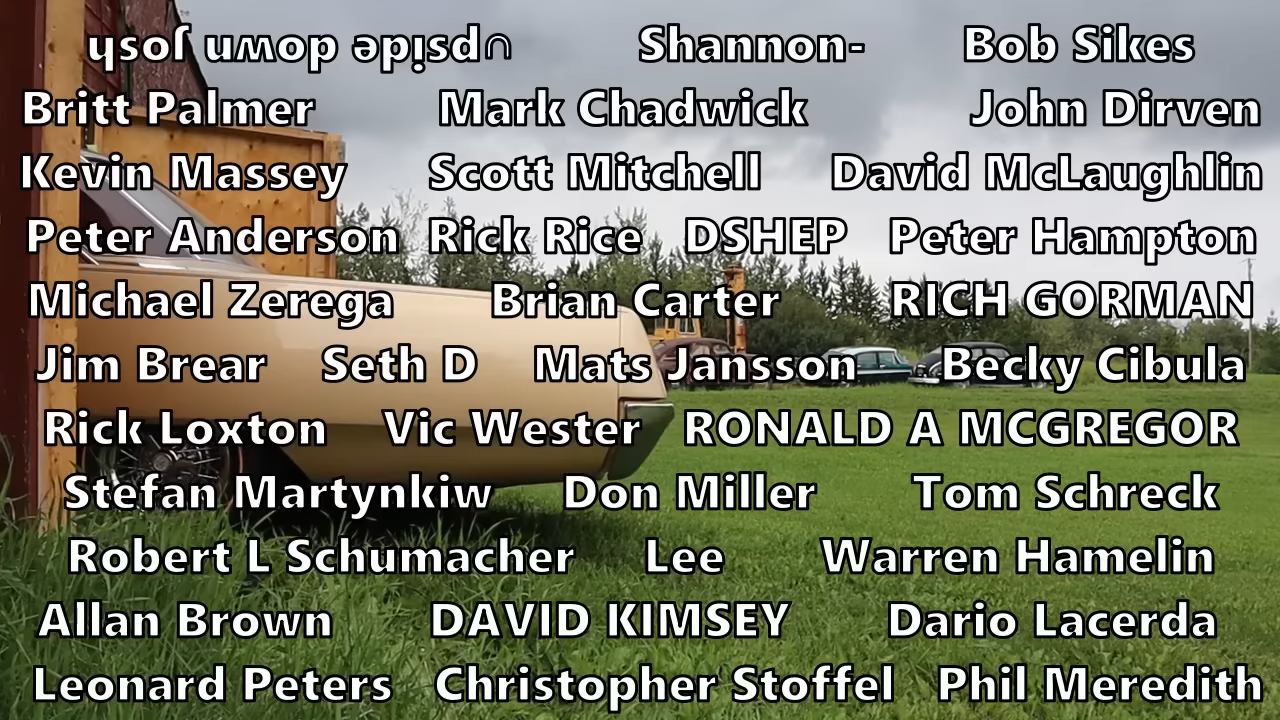 ɥsoſ uʍop ǝpı̣sd∩ Shannon- Bob Sikes
Britt Palmer Mark Chadwick John Dirven
Kevin Massey Scott Mitchell David McLaughlin
Peter Anderson Rick Rice DSHEP Peter Hampton
Michael Zerega Brian Carter RICH GORMAN
Jim Brear Seth D Mats Jansson Becky Cibula
Rick Loxton Vic Wester RONALD A MCGREGOR
Stefan Martynkiw Don Miller Tom Schreck
Robert L Schumacher Lee Warren Hamelin
Allan Brown DAVID KIMSEY Dario Lacerda
Leonard Peters Christopher Stoffel Phil Meredith